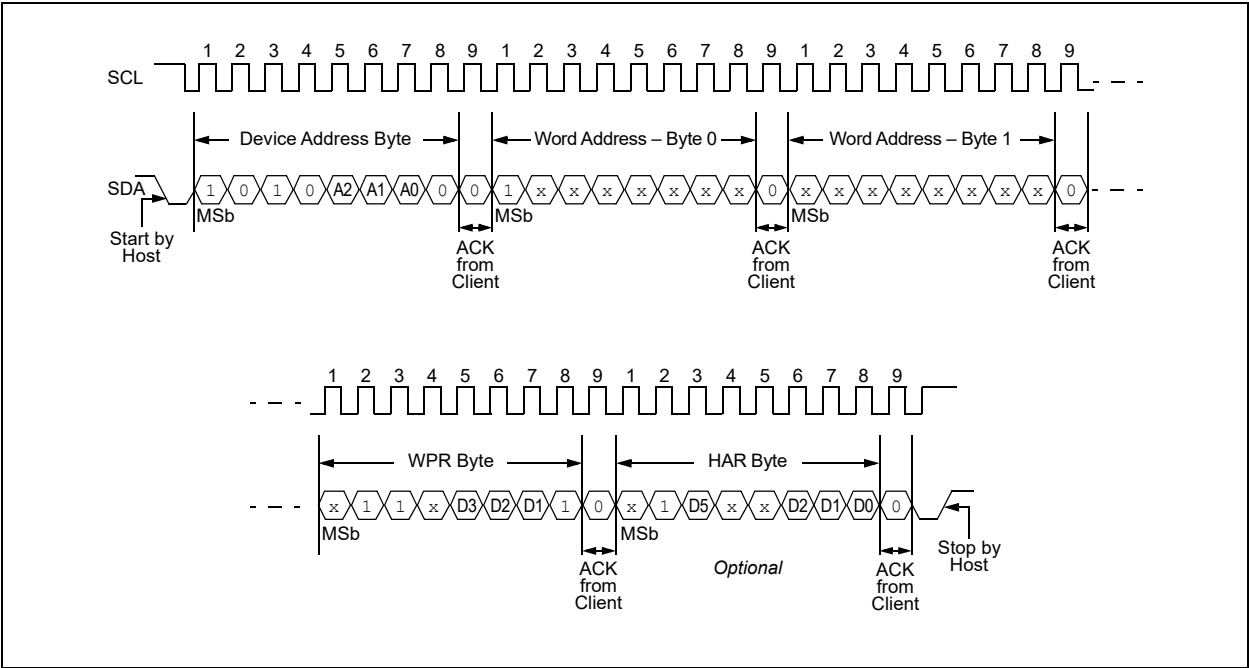 1 2 3 4 5 6 7 8 9 1 2 3 4 5 6 7 8 9 1 2 3 4 5 6 7 8 9
SCL
Device Address Byte Word Address – Byte 0 Word Address – Byte 1
SDA 1 0 1 0 A2 A1 A0 0 0 1 x x x x x x x 0 x x x x x x x x 0
MSb MSb MSb
Start by
Host
ACK
from
Client
ACK
from
Client
ACK
from
Client
1 2 3 4 5 6 7 8 9 1 2 3 4 5 6 7 8 9
WPR Byte HAR Byte
x 1 1 x D3 D2 D1 1 0 x 1 D5 x x D2 D1 D0 0
MSb MSb
ACK
from
Client
Optional
ACK
from
Client
Stop by
Host